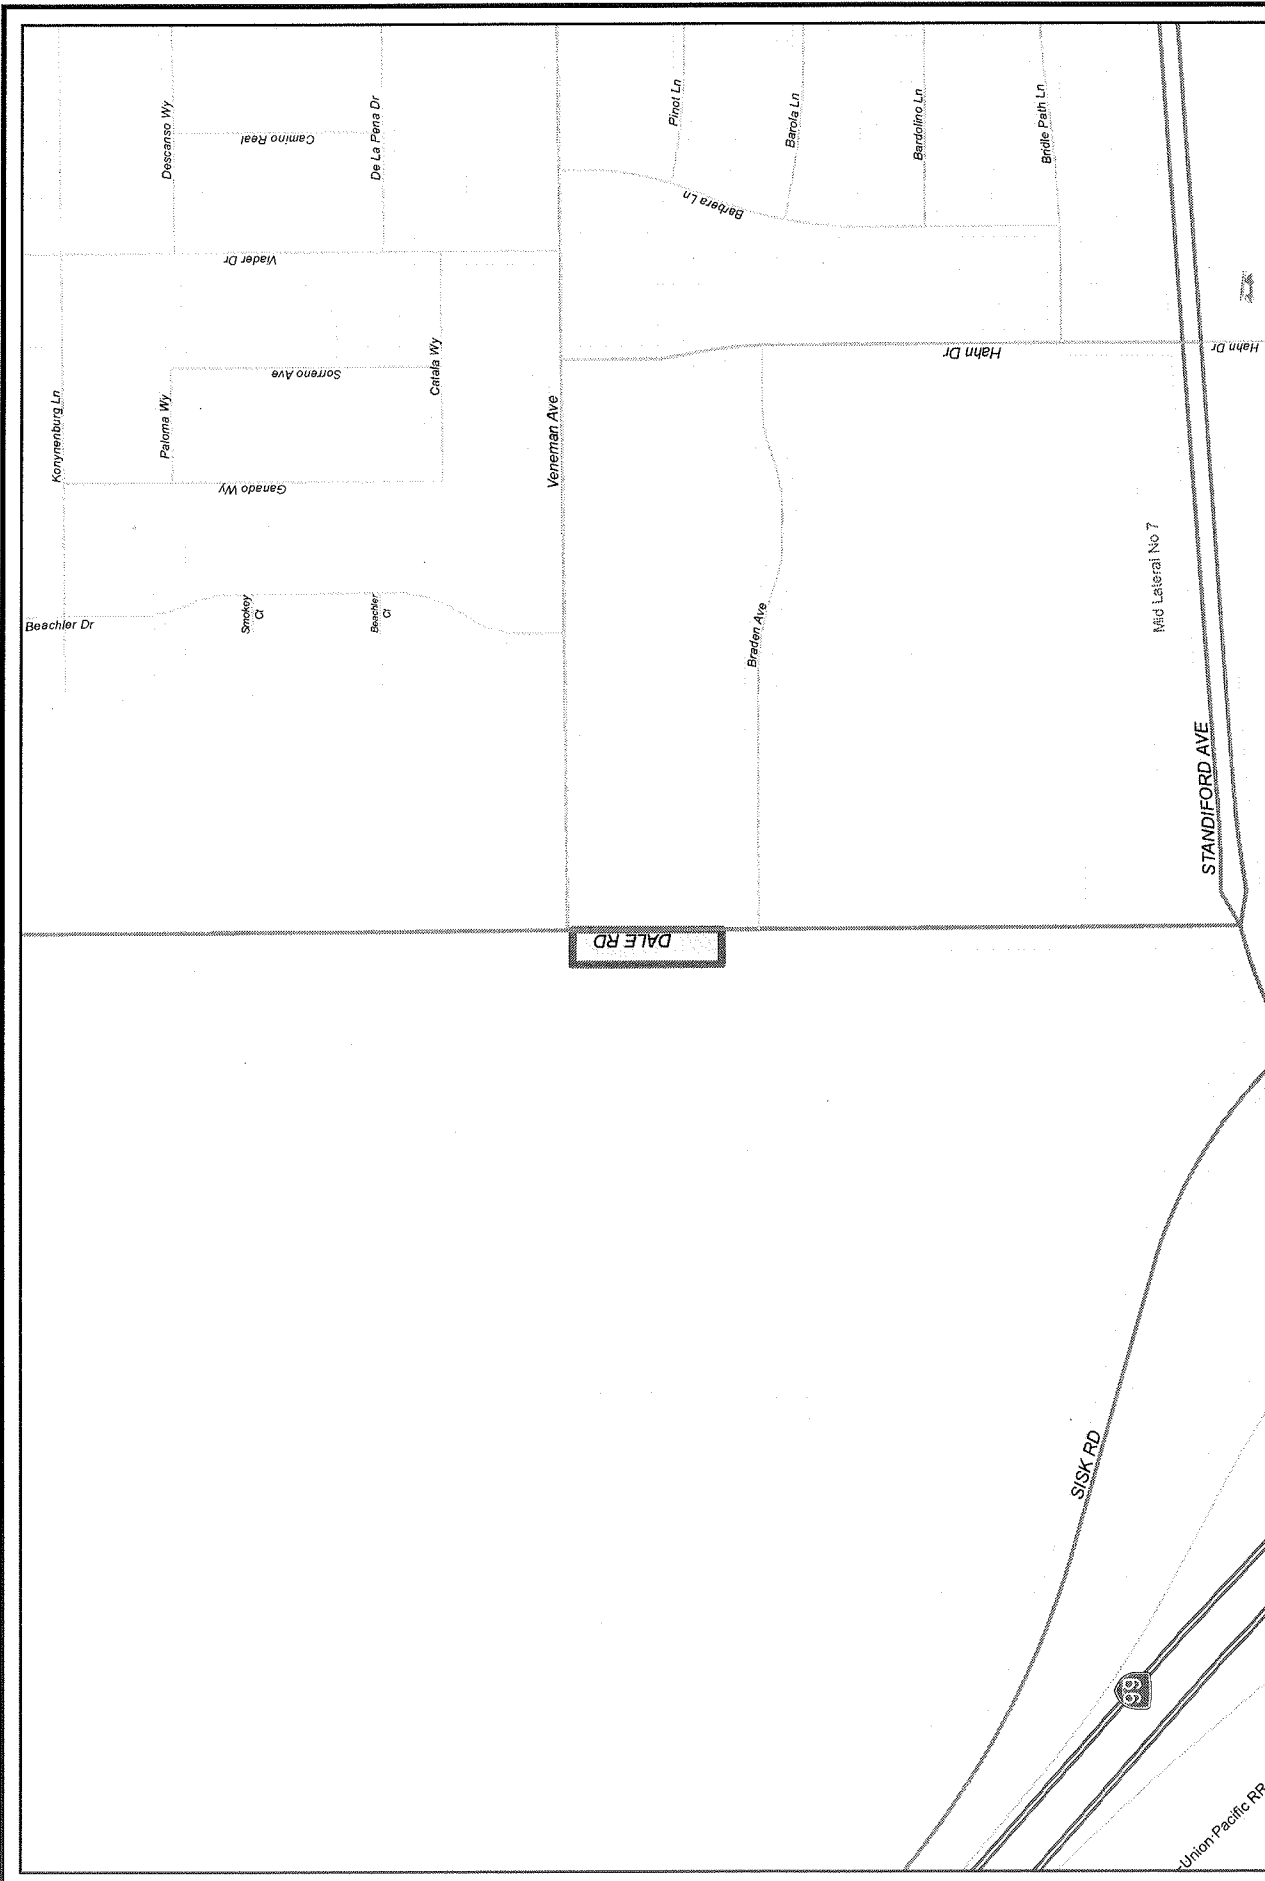 Descanso Wy
Camino Real
De La Pena Dr
Pinot Ln
Barola Ln
Bardolino Ln
Bridle Path Ln
Barbera Ln
Viader Dr
Konynenburg Ln
Paloma Wy
Sorreno Ave
Catala Wy
Veneman Ave
Hahn Dr
Hahn Dr
Ganado Wy
Beachler Dr
Smokey
Ct
Beachler
Ct
Braden Ave
Mid Lateral No 7
STANDIFORD AVE
DALE RD
SISK RD
99
Union Pacific RR